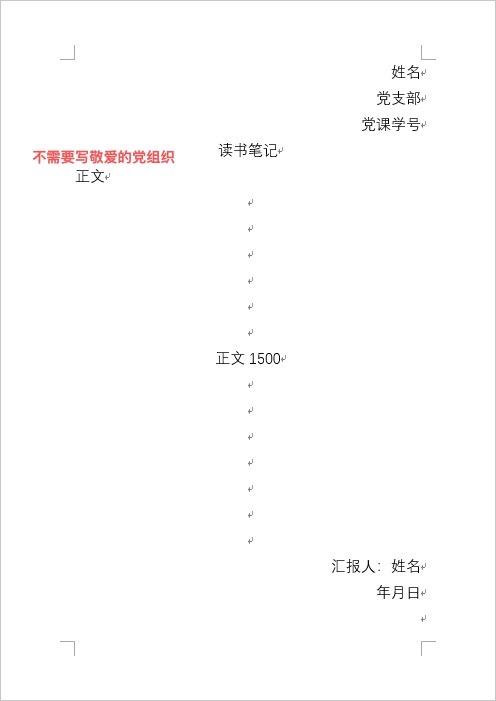 姓名
党支部
党课学号
读书笔记
不需要写敬爱的党组织
正文
正文 1500
汇报人：姓名
年月日